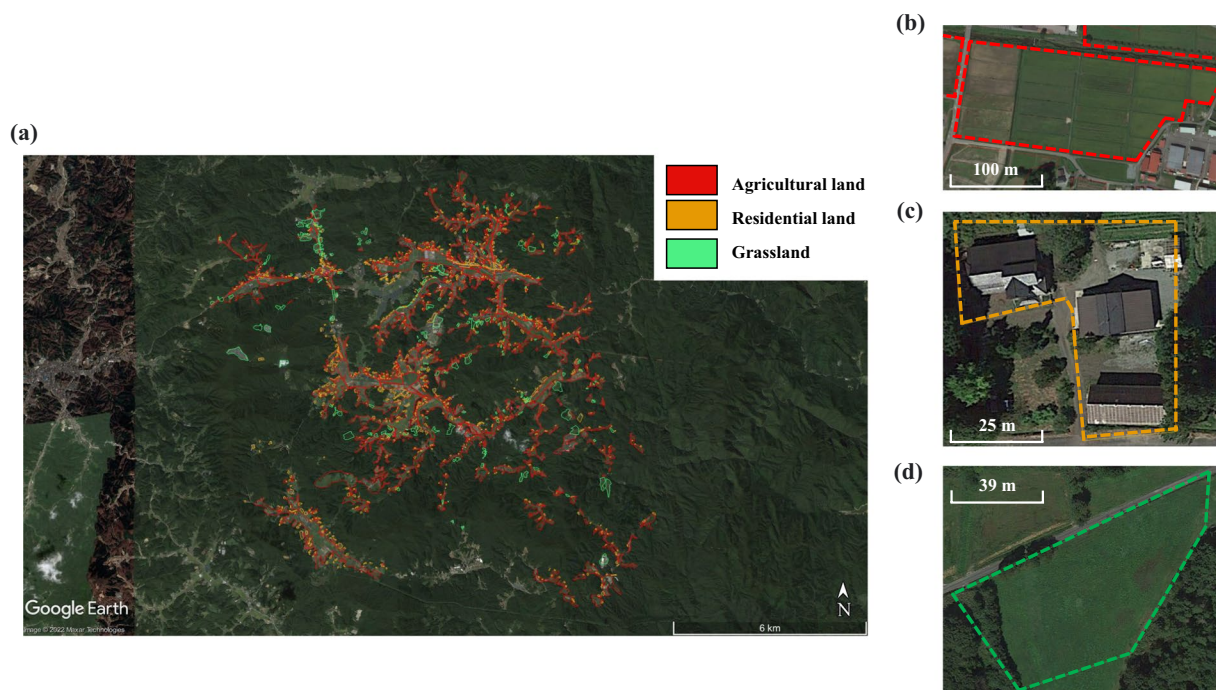 (a)
Agricultural land
Residential land
Grassland
Google Earth
Image © 2022 Maxar Technologies
N
6 km
(b)
100 m
(c)
25 m
(d)
39 m